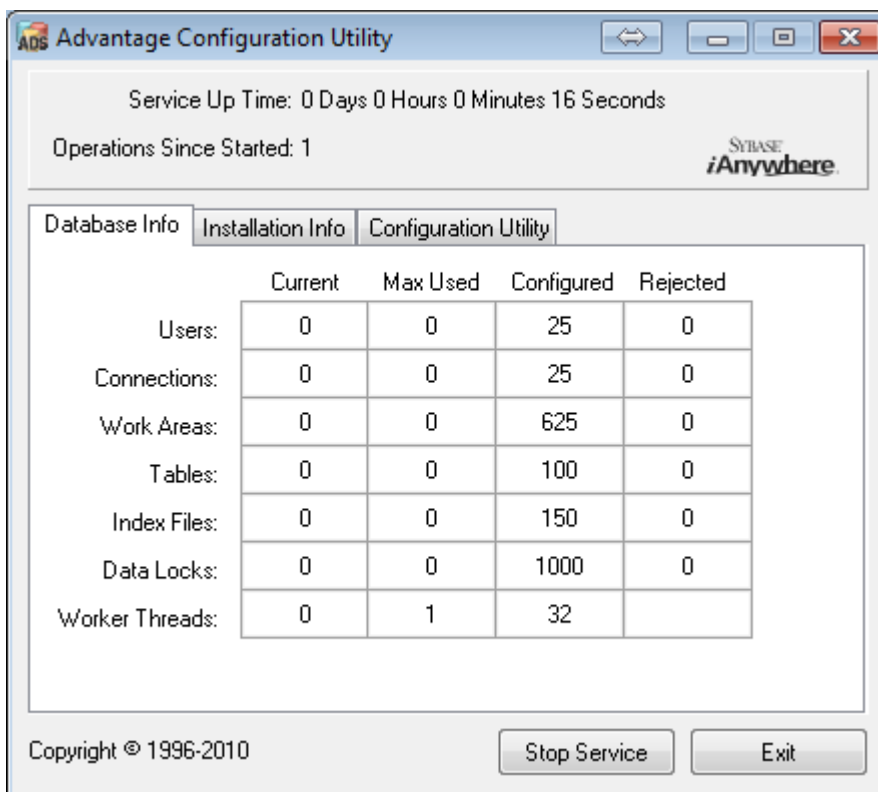 ADS Advantage Configuration Utility
Service Up Time: 0 Days 0 Hours 0 Minutes 16 Seconds
Operations Since Started: 1
SYBASE
iAnywhere.
Database Info Installation Info Configuration Utility
Current Max Used Configured Rejected
Users: 0 0 25 0
Connections: 0 0 25 0
Work Areas: 0 0 625 0
Tables: 0 0 100 0
Index Files: 0 0 150 0
Data Locks: 0 0 1000 0
Worker Threads: 0 1 32
Copyright © 1996-2010 Stop Service Exit